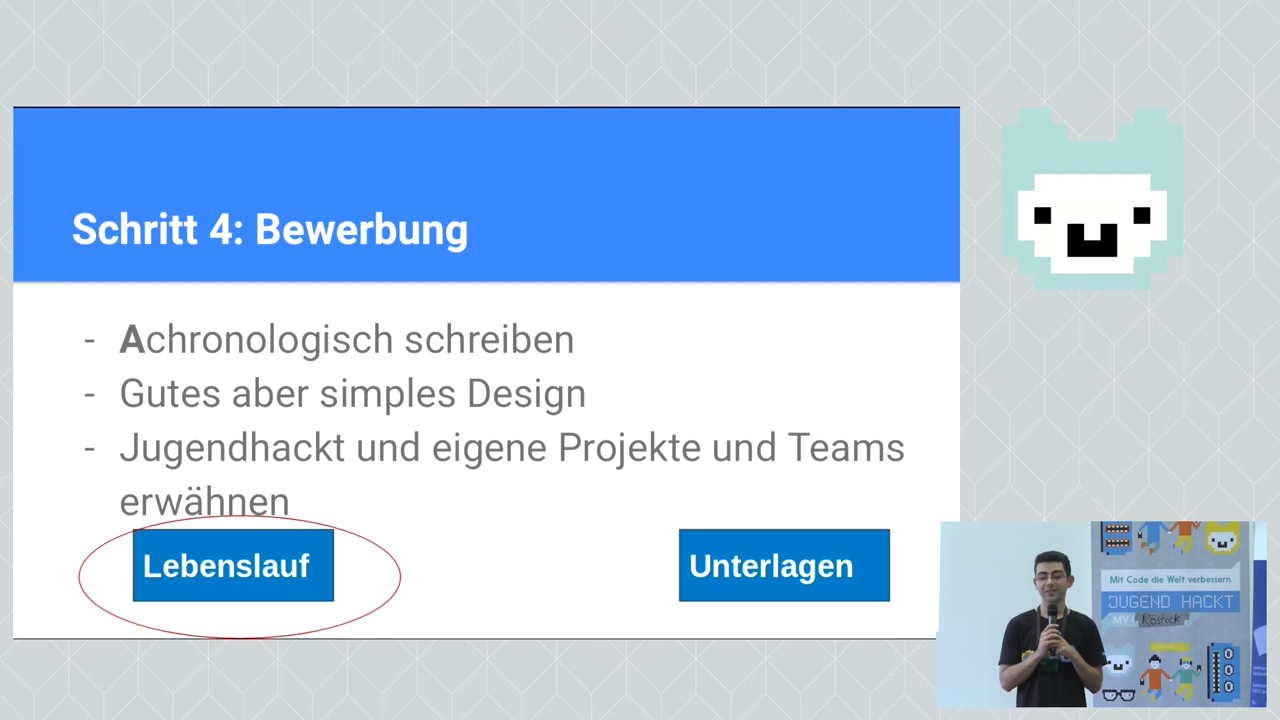 Schritt 4: Bewerbung
- Achronologisch schreiben
- Gutes aber simples Design
- Jugendhackt und eigene Projekte und Teams
erwähnen
Lebenslauf
Unterlagen
Mit Code die Welt verbessern
JUGEND HACKT
MV
Rostock